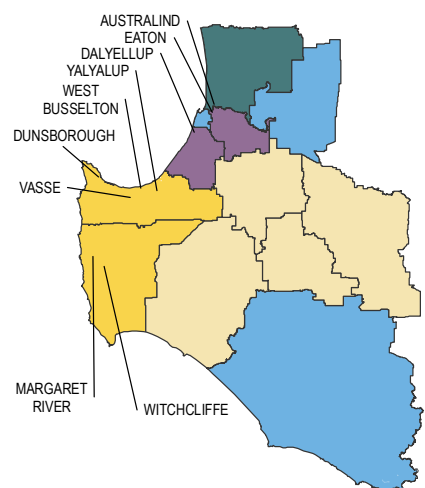 AUSTRALIND
EATON
DALYELLUP
YALYALUP
WEST
BUSSELTON
DUNSBOROUGH
VASSE
MARGARET
RIVER
WITCHCLIFFE